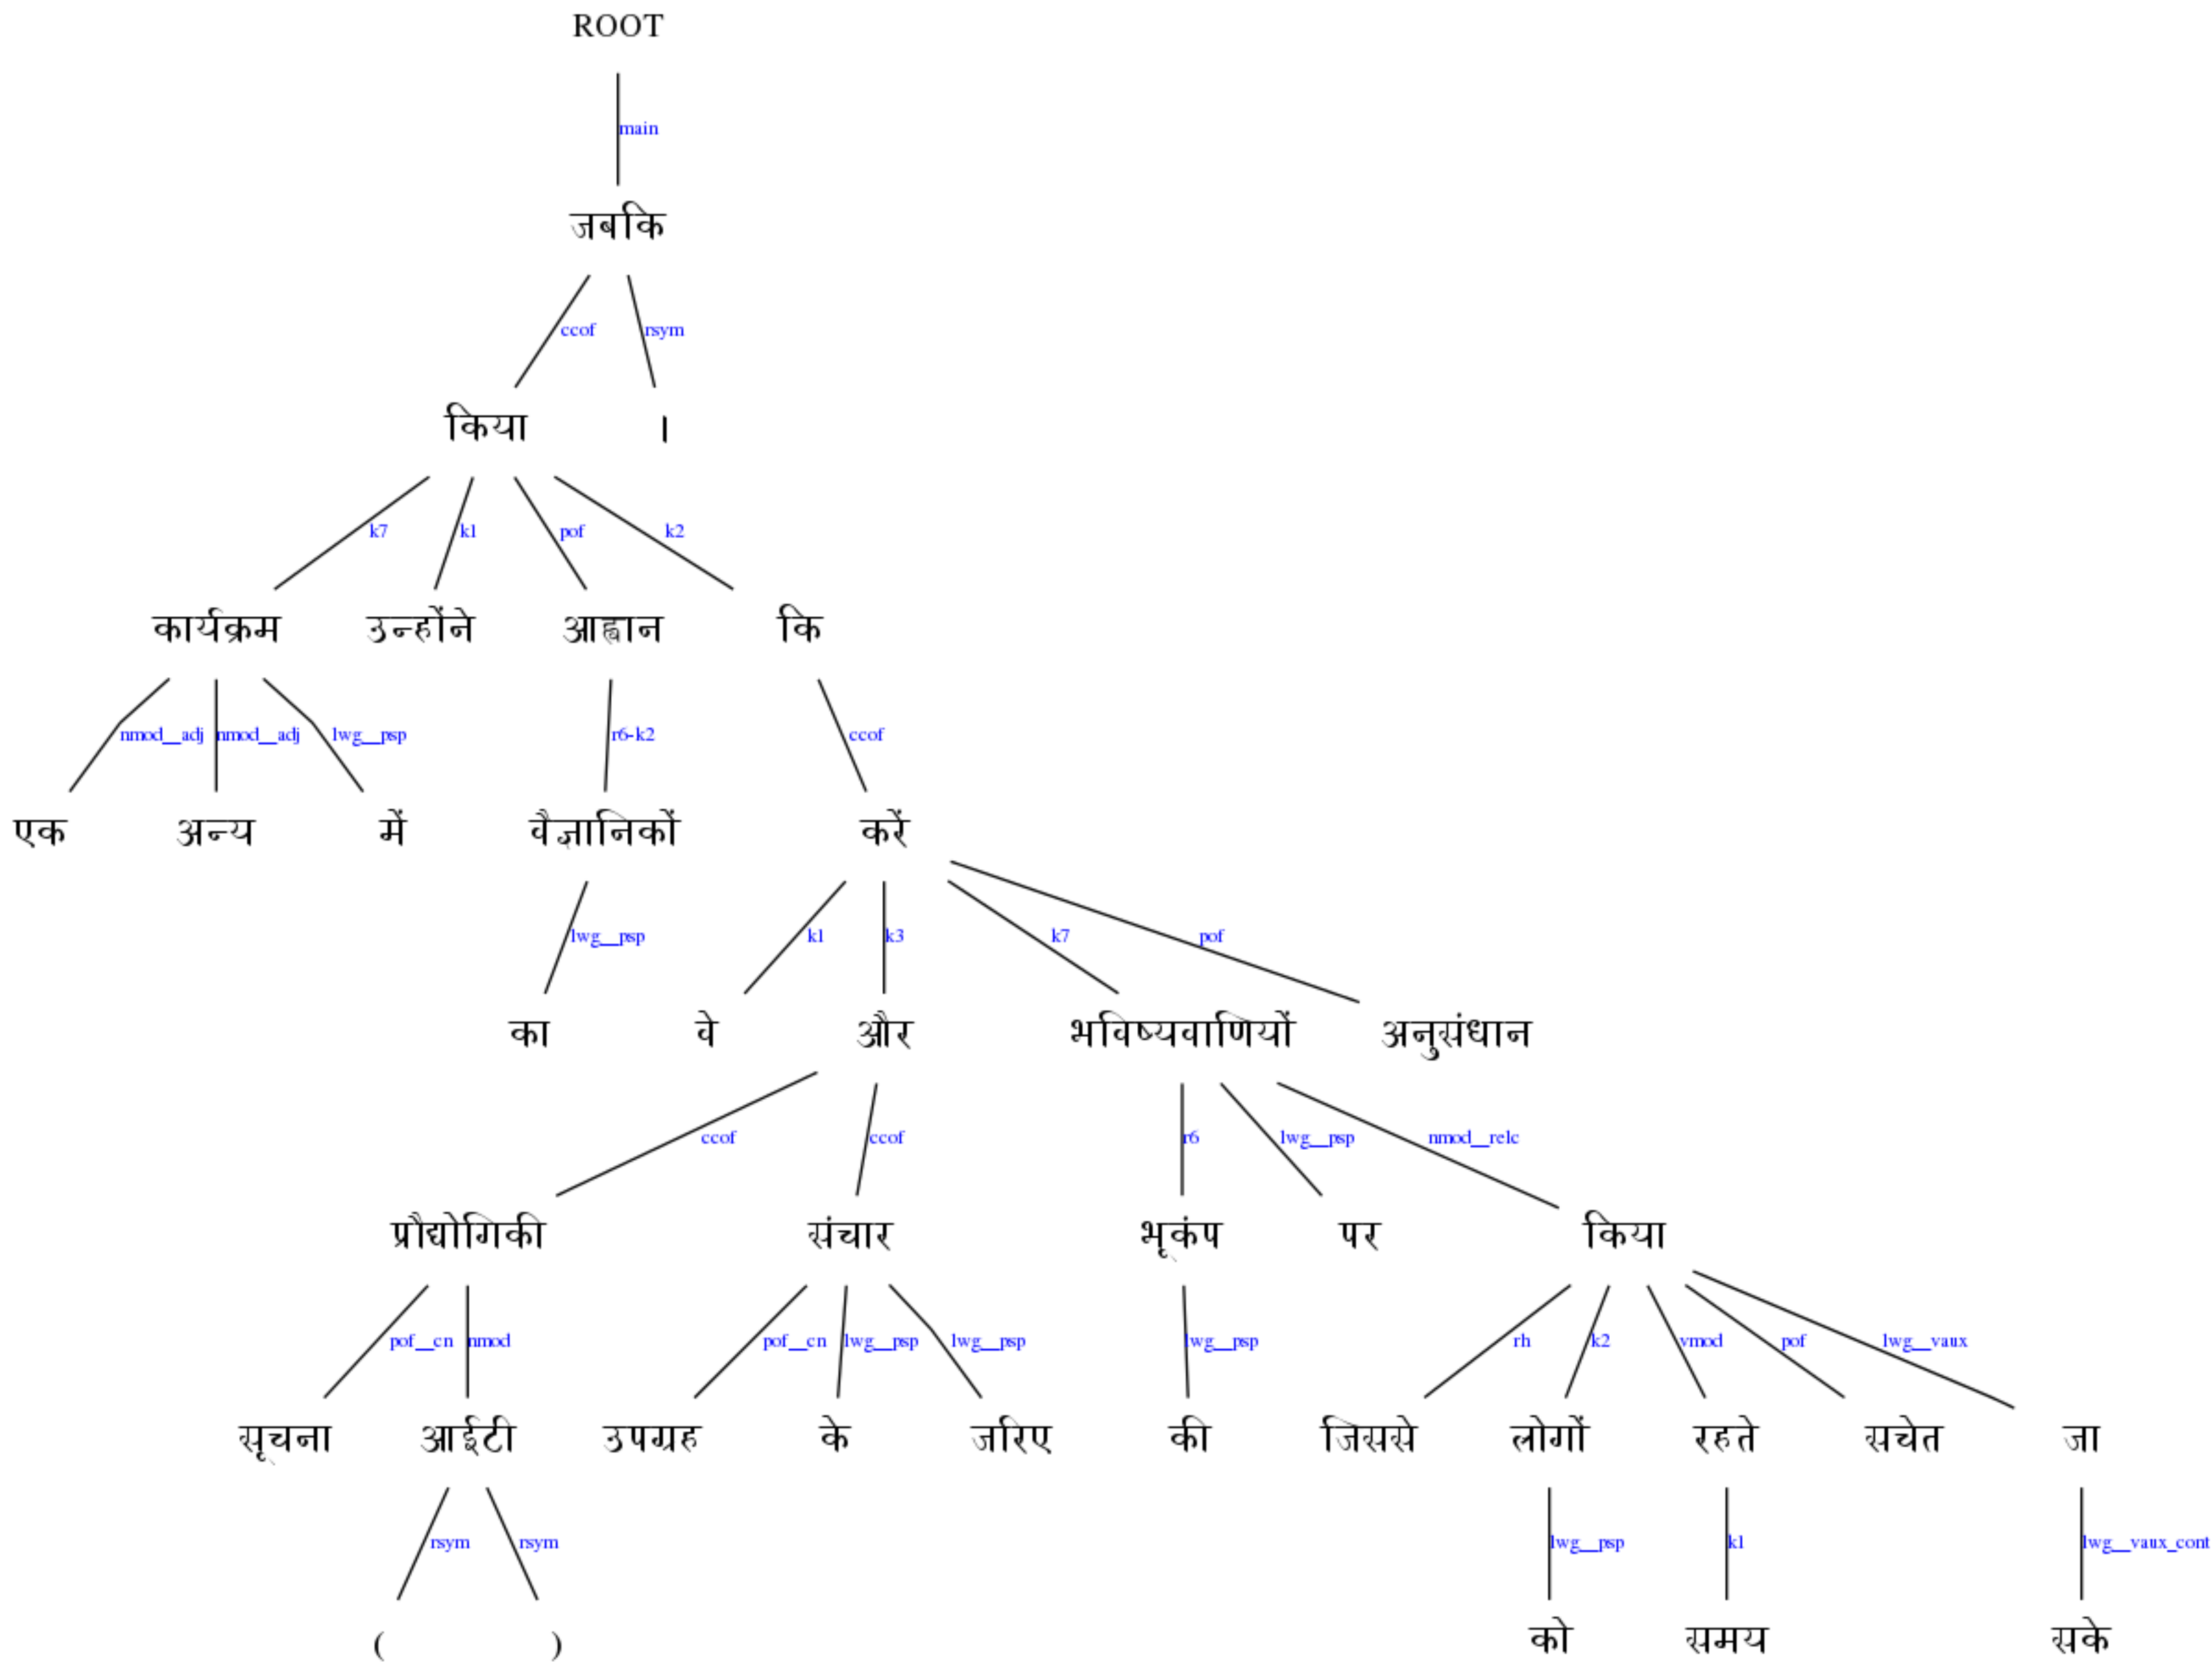 ROOT
main
जबकि
ccof rsym
किया ।
k7 k1 pof k2
कार्यक्रम उन्होंने आह्वान कि
nmod__adj nmod__adj lwg__psp r6-k2 ccof
एक अन्य में वैज्ञानिकों करें
lwg__psp k1 k3 k7 pof
का वे और भविष्यवाणियों अनुसंधान
ccof ccof r6 lwg__psp nmod__relc
प्रौद्योगिकी संचार भूकंप पर किया
pof__cn nmod pof__cn lwg__psp lwg__psp lwg__psp rh k2 vmod pof lwg__vaux
सूचना आईटी उपग्रह के जरिए की जिससे लोगों रहते सचेत जा
rsym rsym lwg__psp k1 lwg__vaux_cont
( ) को समय सके